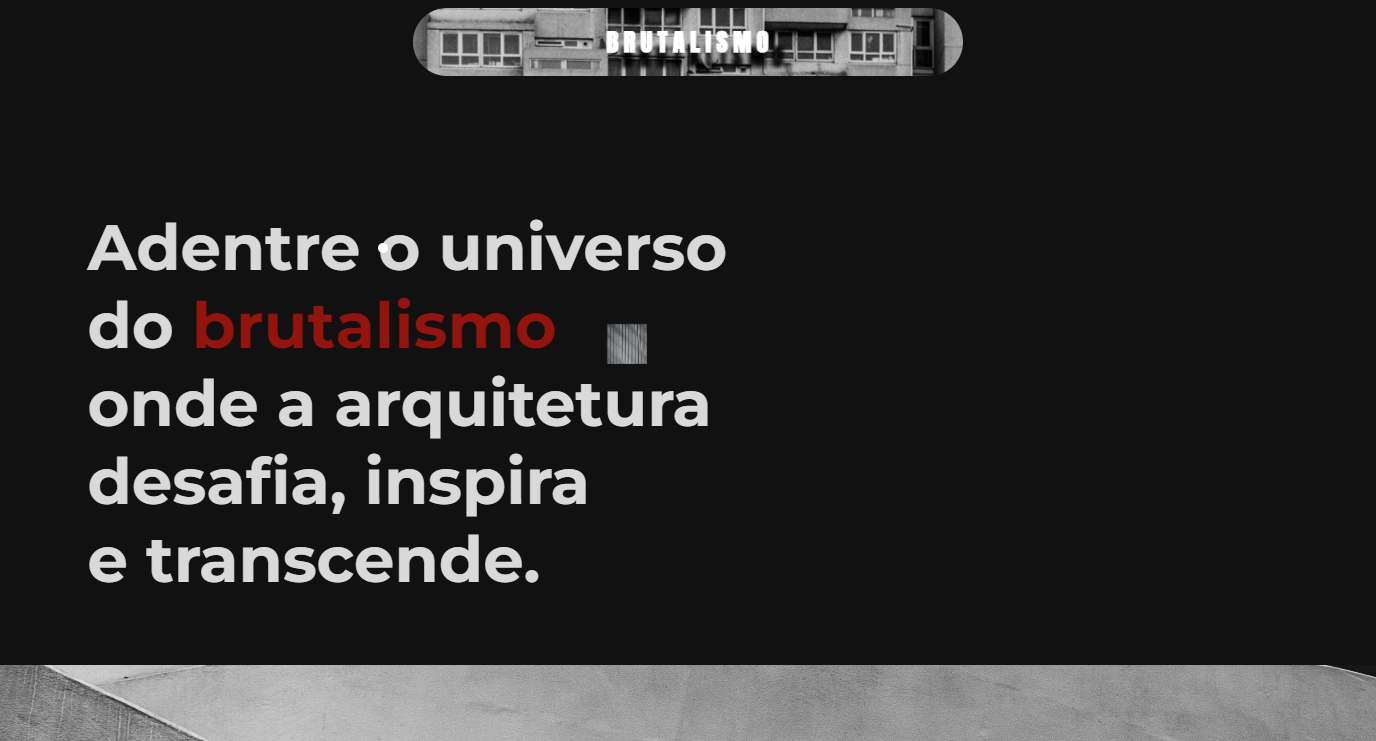 BRUTALISMO
Adentre o universo
do brutalismo
onde a arquitetura
desafia, inspira
e transcende.